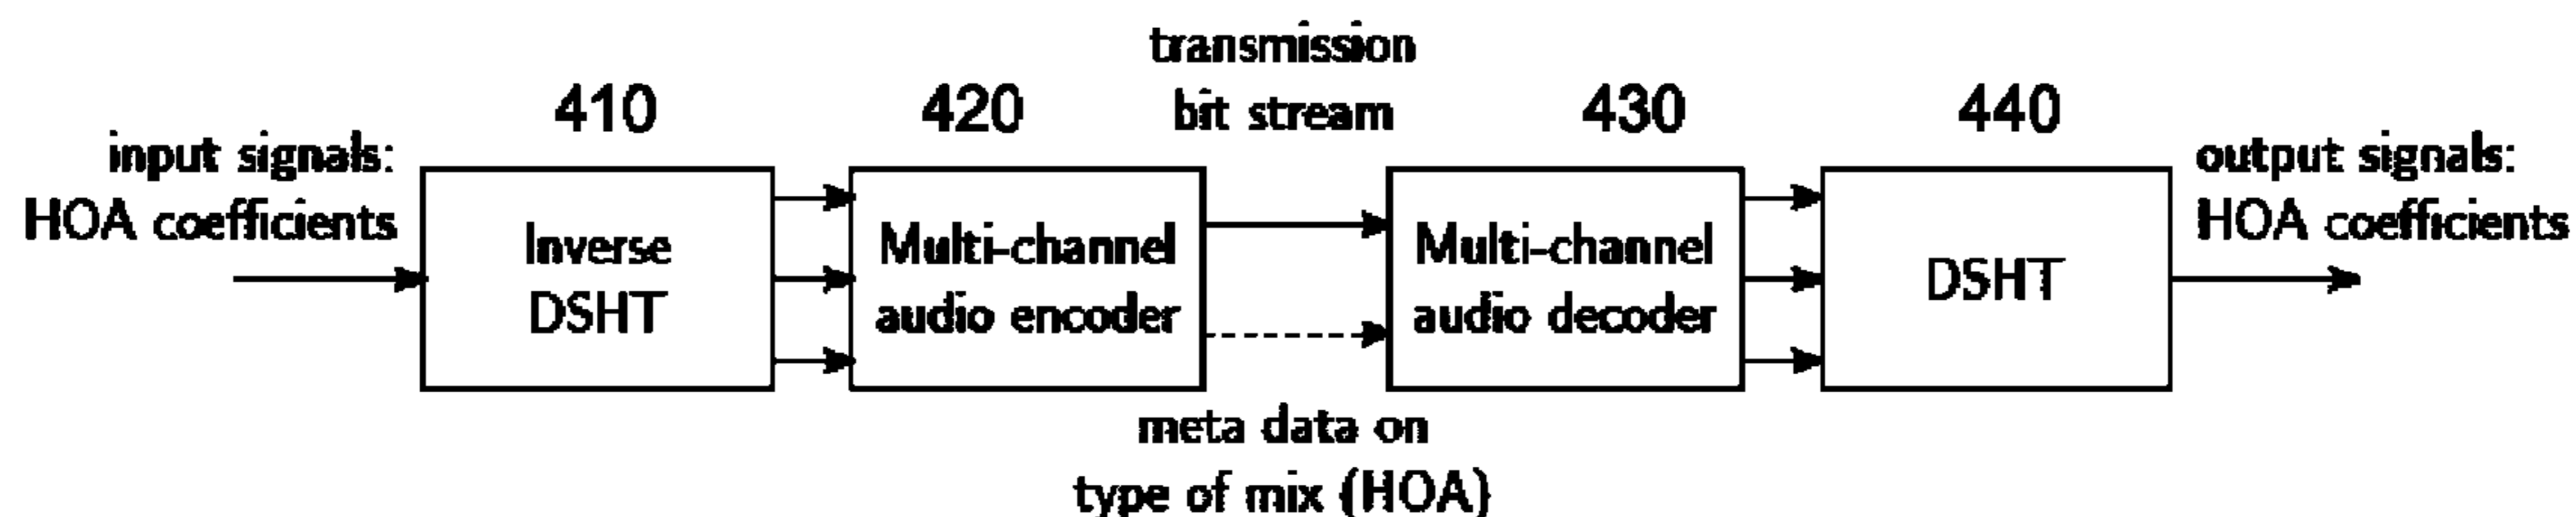 transmission
bit stream
410
420
430
440
input signals:
HOA coefficients
Inverse
DSHT
Multi-channel
audio encoder
Multi-channel
audio decoder
DSHT
output signals:
HOA coefficients
meta data on
type of mix (HOA)